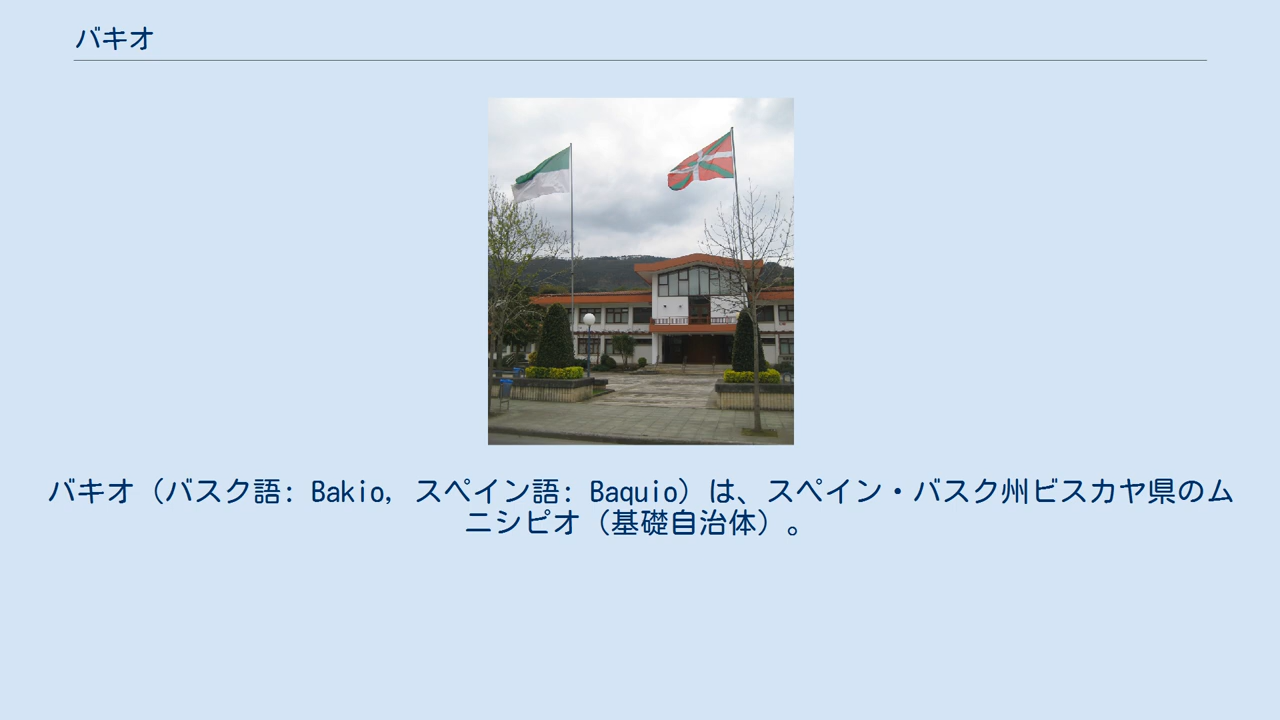 バキオ
バキオ（バスク語: Bakio, スペイン語: Baquio）は、スペイン・バスク州ビスカヤ県のム
ニシピオ（基礎自治体）。